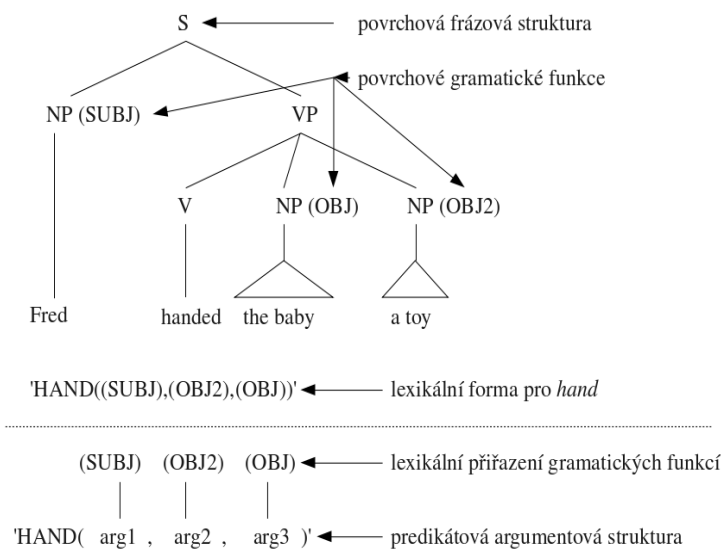 S povrchová frázová struktura
povrchové gramatické funkce
NP (SUBJ) VP
V NP (OBJ) NP (OBJ2)
Fred handed the baby a toy
'HAND((SUBJ),(OBJ2),(OBJ))' lexikální forma pro hand
(SUBJ) (OBJ2) (OBJ) lexikální přiřazení gramatických funkcí
'HAND( arg1 , arg2 , arg3 )' predikátová argumentová struktura